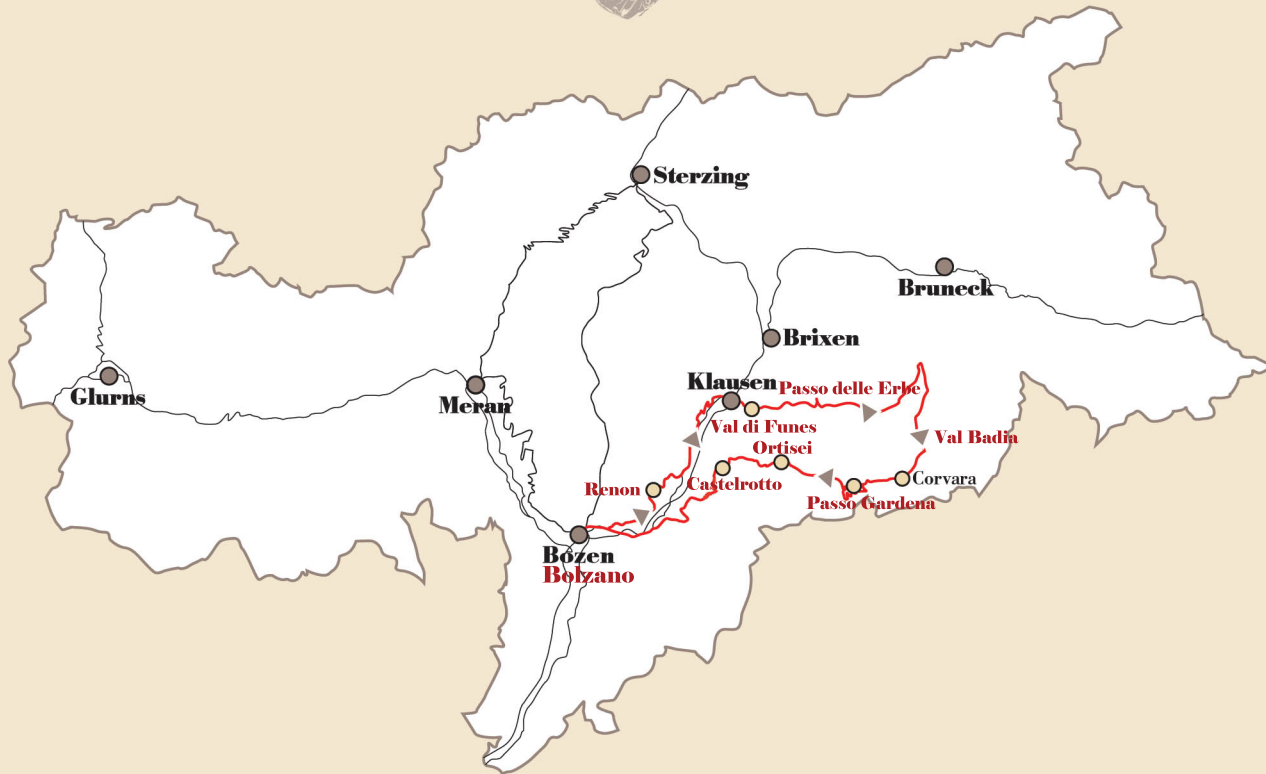 Sterzing
Bruneck
Brixen
Klausen
Passo delle Erbe
Glurns
Meran
Val di Funes
Val Badia
Ortisei
Corvara
Renon
Castelrotto
Passo Gardena
Bozen
Bolzano